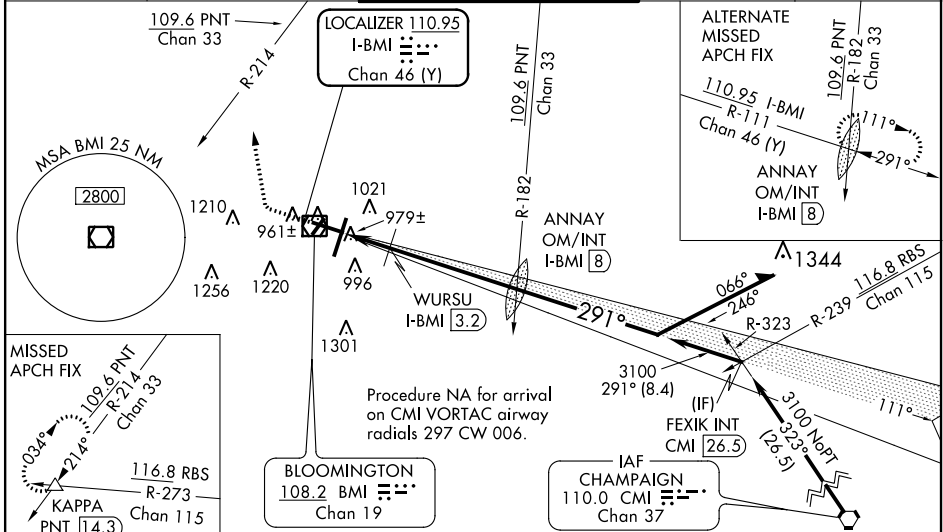 109.6 PNT
Chan 33
R-214
LOCALIZER 110.95
I-BMI
Chan 46 (Y)
109.6 PNT
Chan 33
R-182
ALTERNATE
MISSED
APCH FIX
109.6 PNT
R-182
Chan 33
110.95 I-BMI
R-111
Chan 46 (Y)
111°
291°
ANNAY
OM/INT
I-BMI 8
MSA BMI 25 NM
2800
1210
961±
1021
979±
1256
1220
996
1301
WURSU
I-BMI 3.2
ANNAY
OM/INT
I-BMI 8
1344
066°
246°
291°
R-323
R-239
116.8 RBS
Chan 115
3100
291° (8.4)
(IF)
FEXIK INT
CMI 26.5
3100 NoPT
323°
(26.5)
111°
MISSED
APCH FIX
109.6 PNT
R-214
Chan 33
034°
214°
116.8 RBS
R-273
Chan 115
KAPPA
PNT 14.3
Procedure NA for arrival
on CMI VORTAC airway
radials 297 CW 006.
BLOOMINGTON
108.2 BMI
Chan 19
IAF
CHAMPAIGN
110.0 CMI
Chan 37